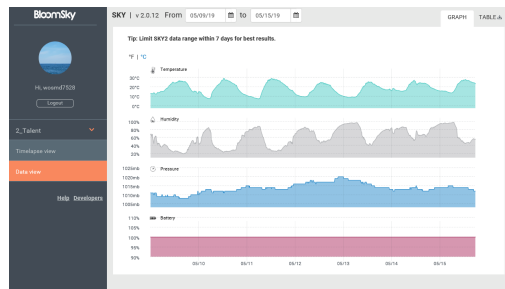 BloomSky
Hi, wosmd7528
Logout
2_Talent
Timelapse view
Data view
Help Developers
SKY | v 2.0.12 From 05/09/19 to 05/15/19
GRAPH TABLE
Tip: Limit SKY2 data range within 7 days for best results.
°F | °C
Temperature
30°C
20°C
10°C
0°C
Humidity
100%
80%
60%
40%
20%
Pressure
1025mb
1020mb
1015mb
1010mb
1005mb
Battery
110%
105%
100%
95%
90%
05/10 05/11 05/12 05/13 05/14 05/15